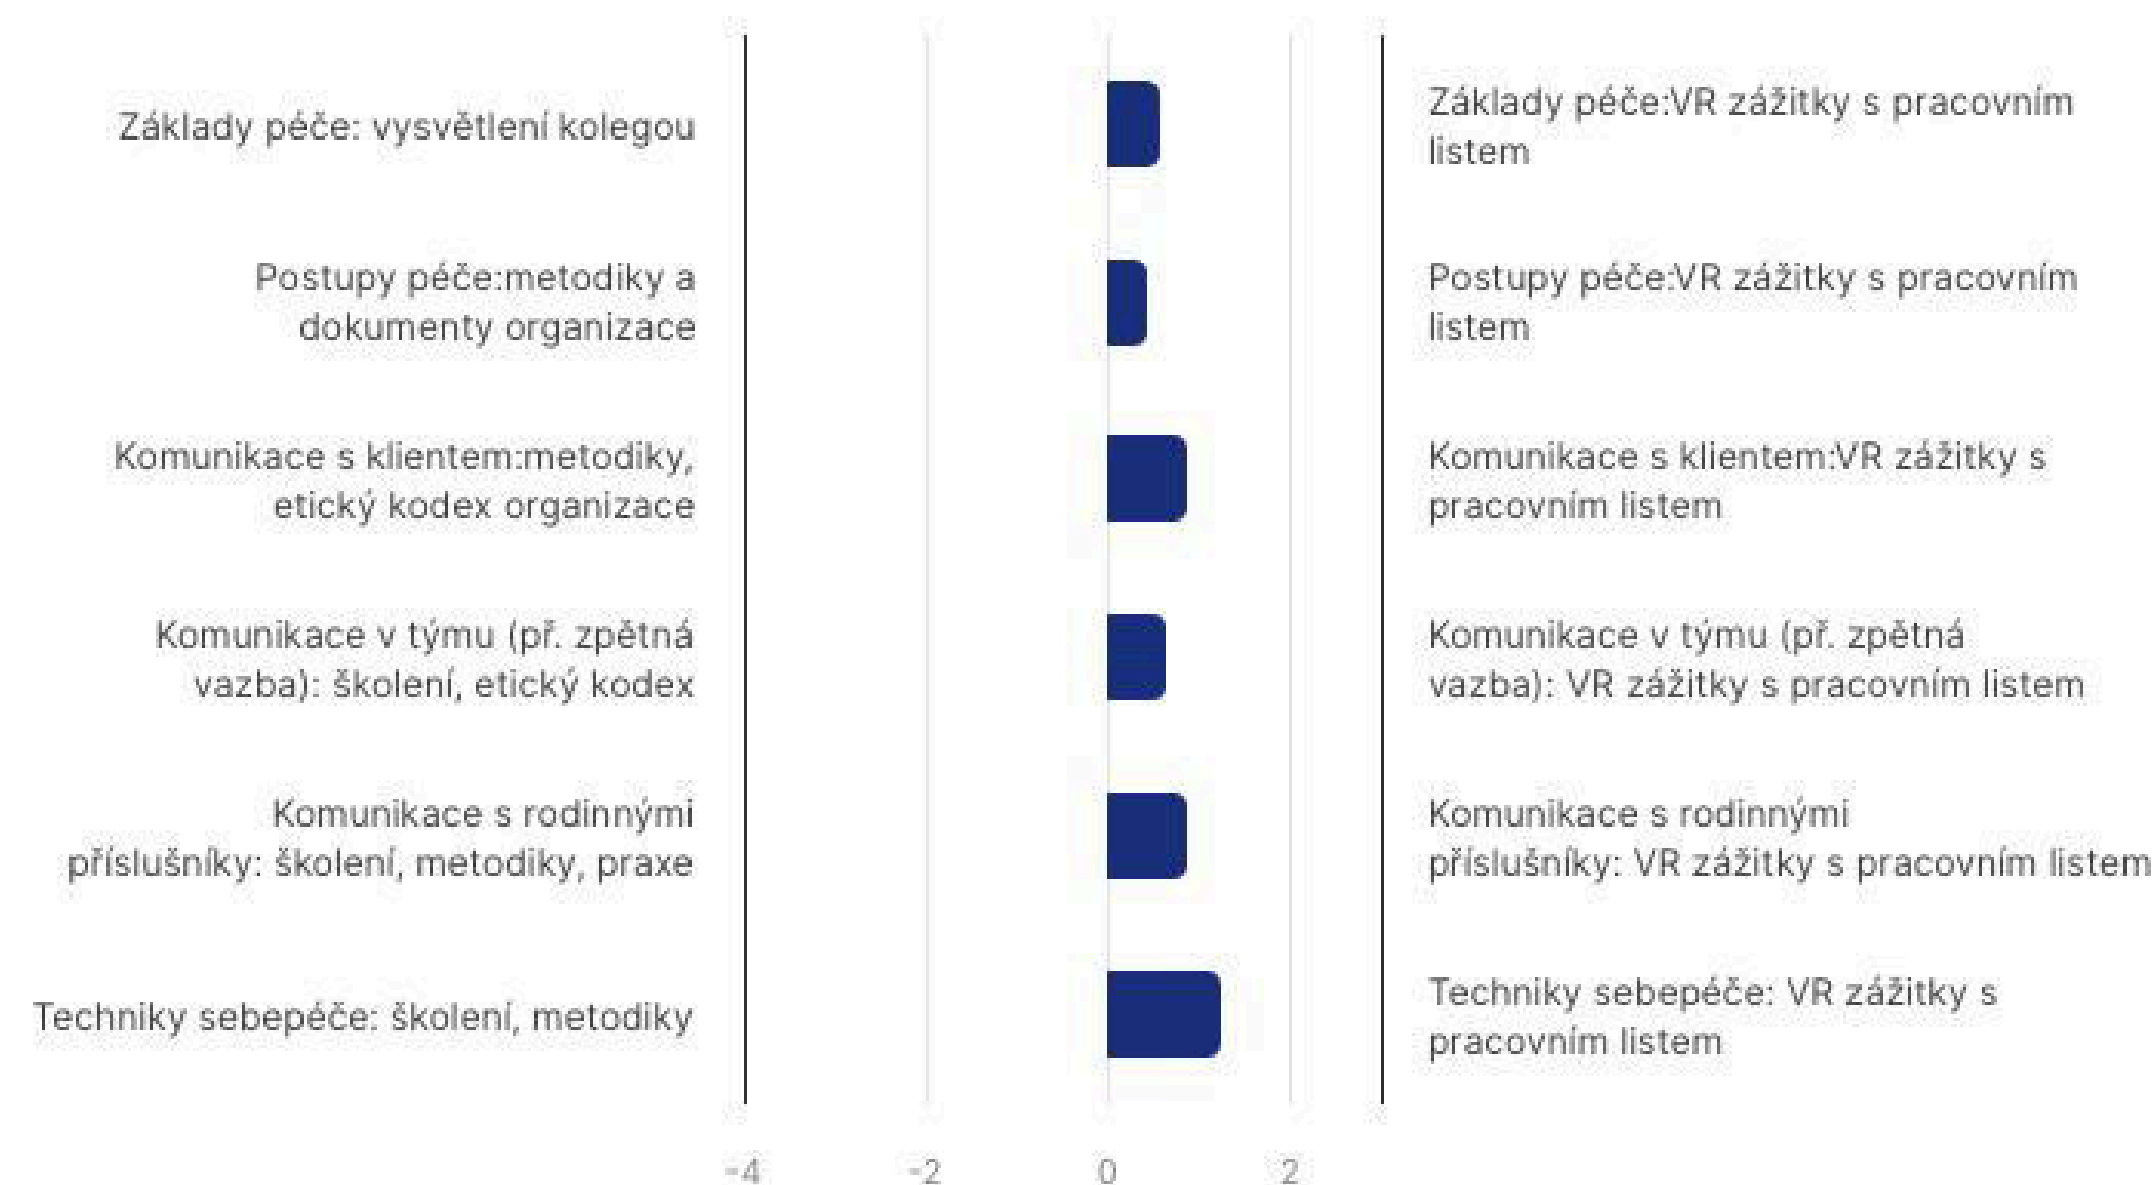 Základy péče: vysvětlení kolegou
Základy péče:VR zážitky s pracovním
listem
Postupy péče:metodiky a
dokumenty organizace
Postupy péče:VR zážitky s pracovním
listem
Komunikace s klientem:metodiky,
etický kodex organizace
Komunikace s klientem:VR zážitky s
pracovním listem
Komunikace v týmu (př. zpětná
vazba): školení, etický kodex
Komunikace v týmu (př. zpětná
vazba): VR zážitky s pracovním listem
Komunikace s rodinnými
příslušníky: školení, metodiky, praxe
Komunikace s rodinnými
příslušníky: VR zážitky s pracovním listem
Techniky sebepéče: školení, metodiky
Techniky sebepéče: VR zážitky s
pracovním listem
-4 -2 0 2